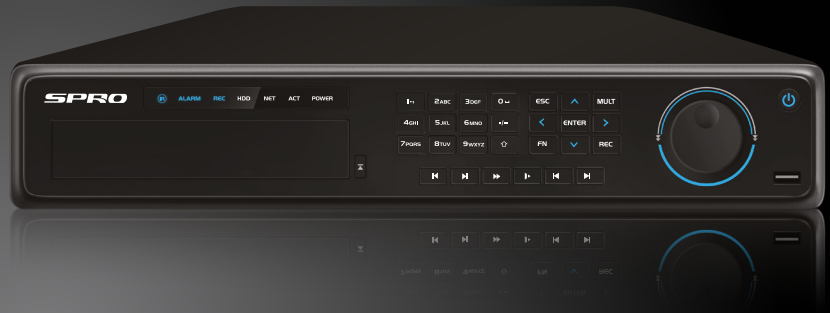 SPRO
ALARM REC HDD NET ACT POWER
1 2ABC 3DEF 0 ESC MULT
4GHI 5JKL 6MNO ENTER
7PQRS 8TUV 9WXYZ FN REC